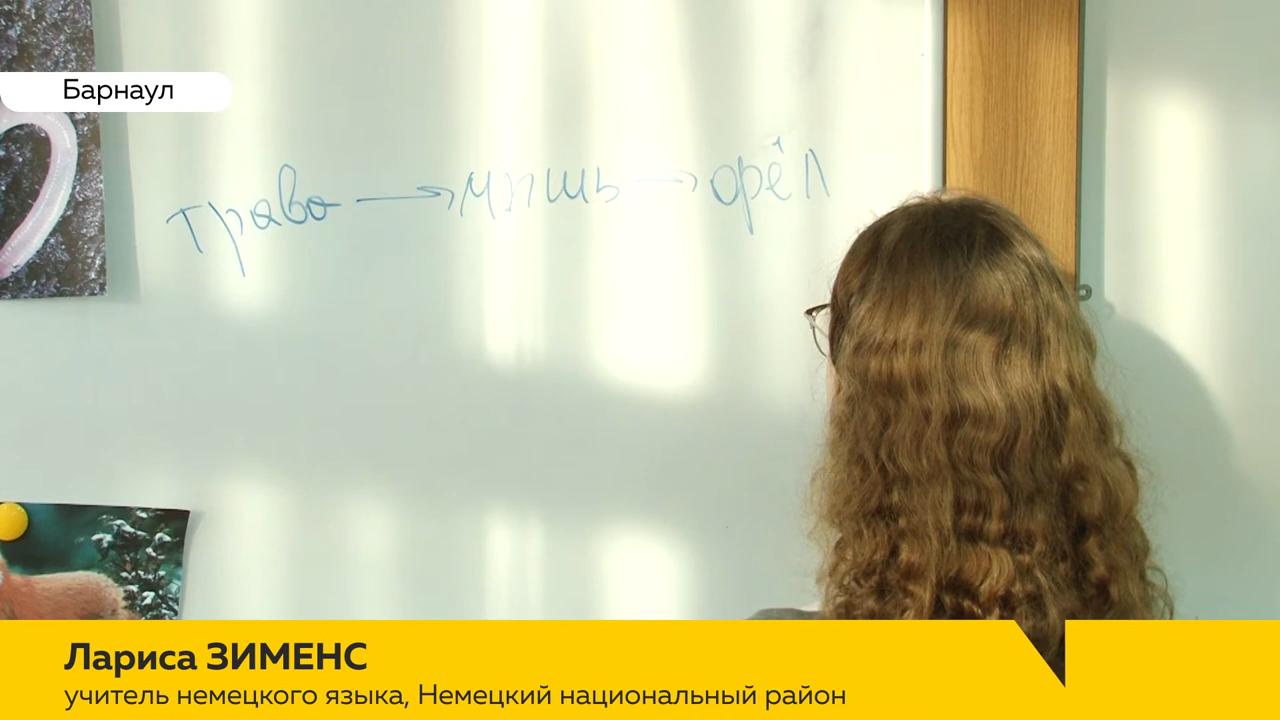 Барнаул
трава → мышь → орёл
Лариса ЗИМЕНС
учитель немецкого языка, Немецкий национальный район